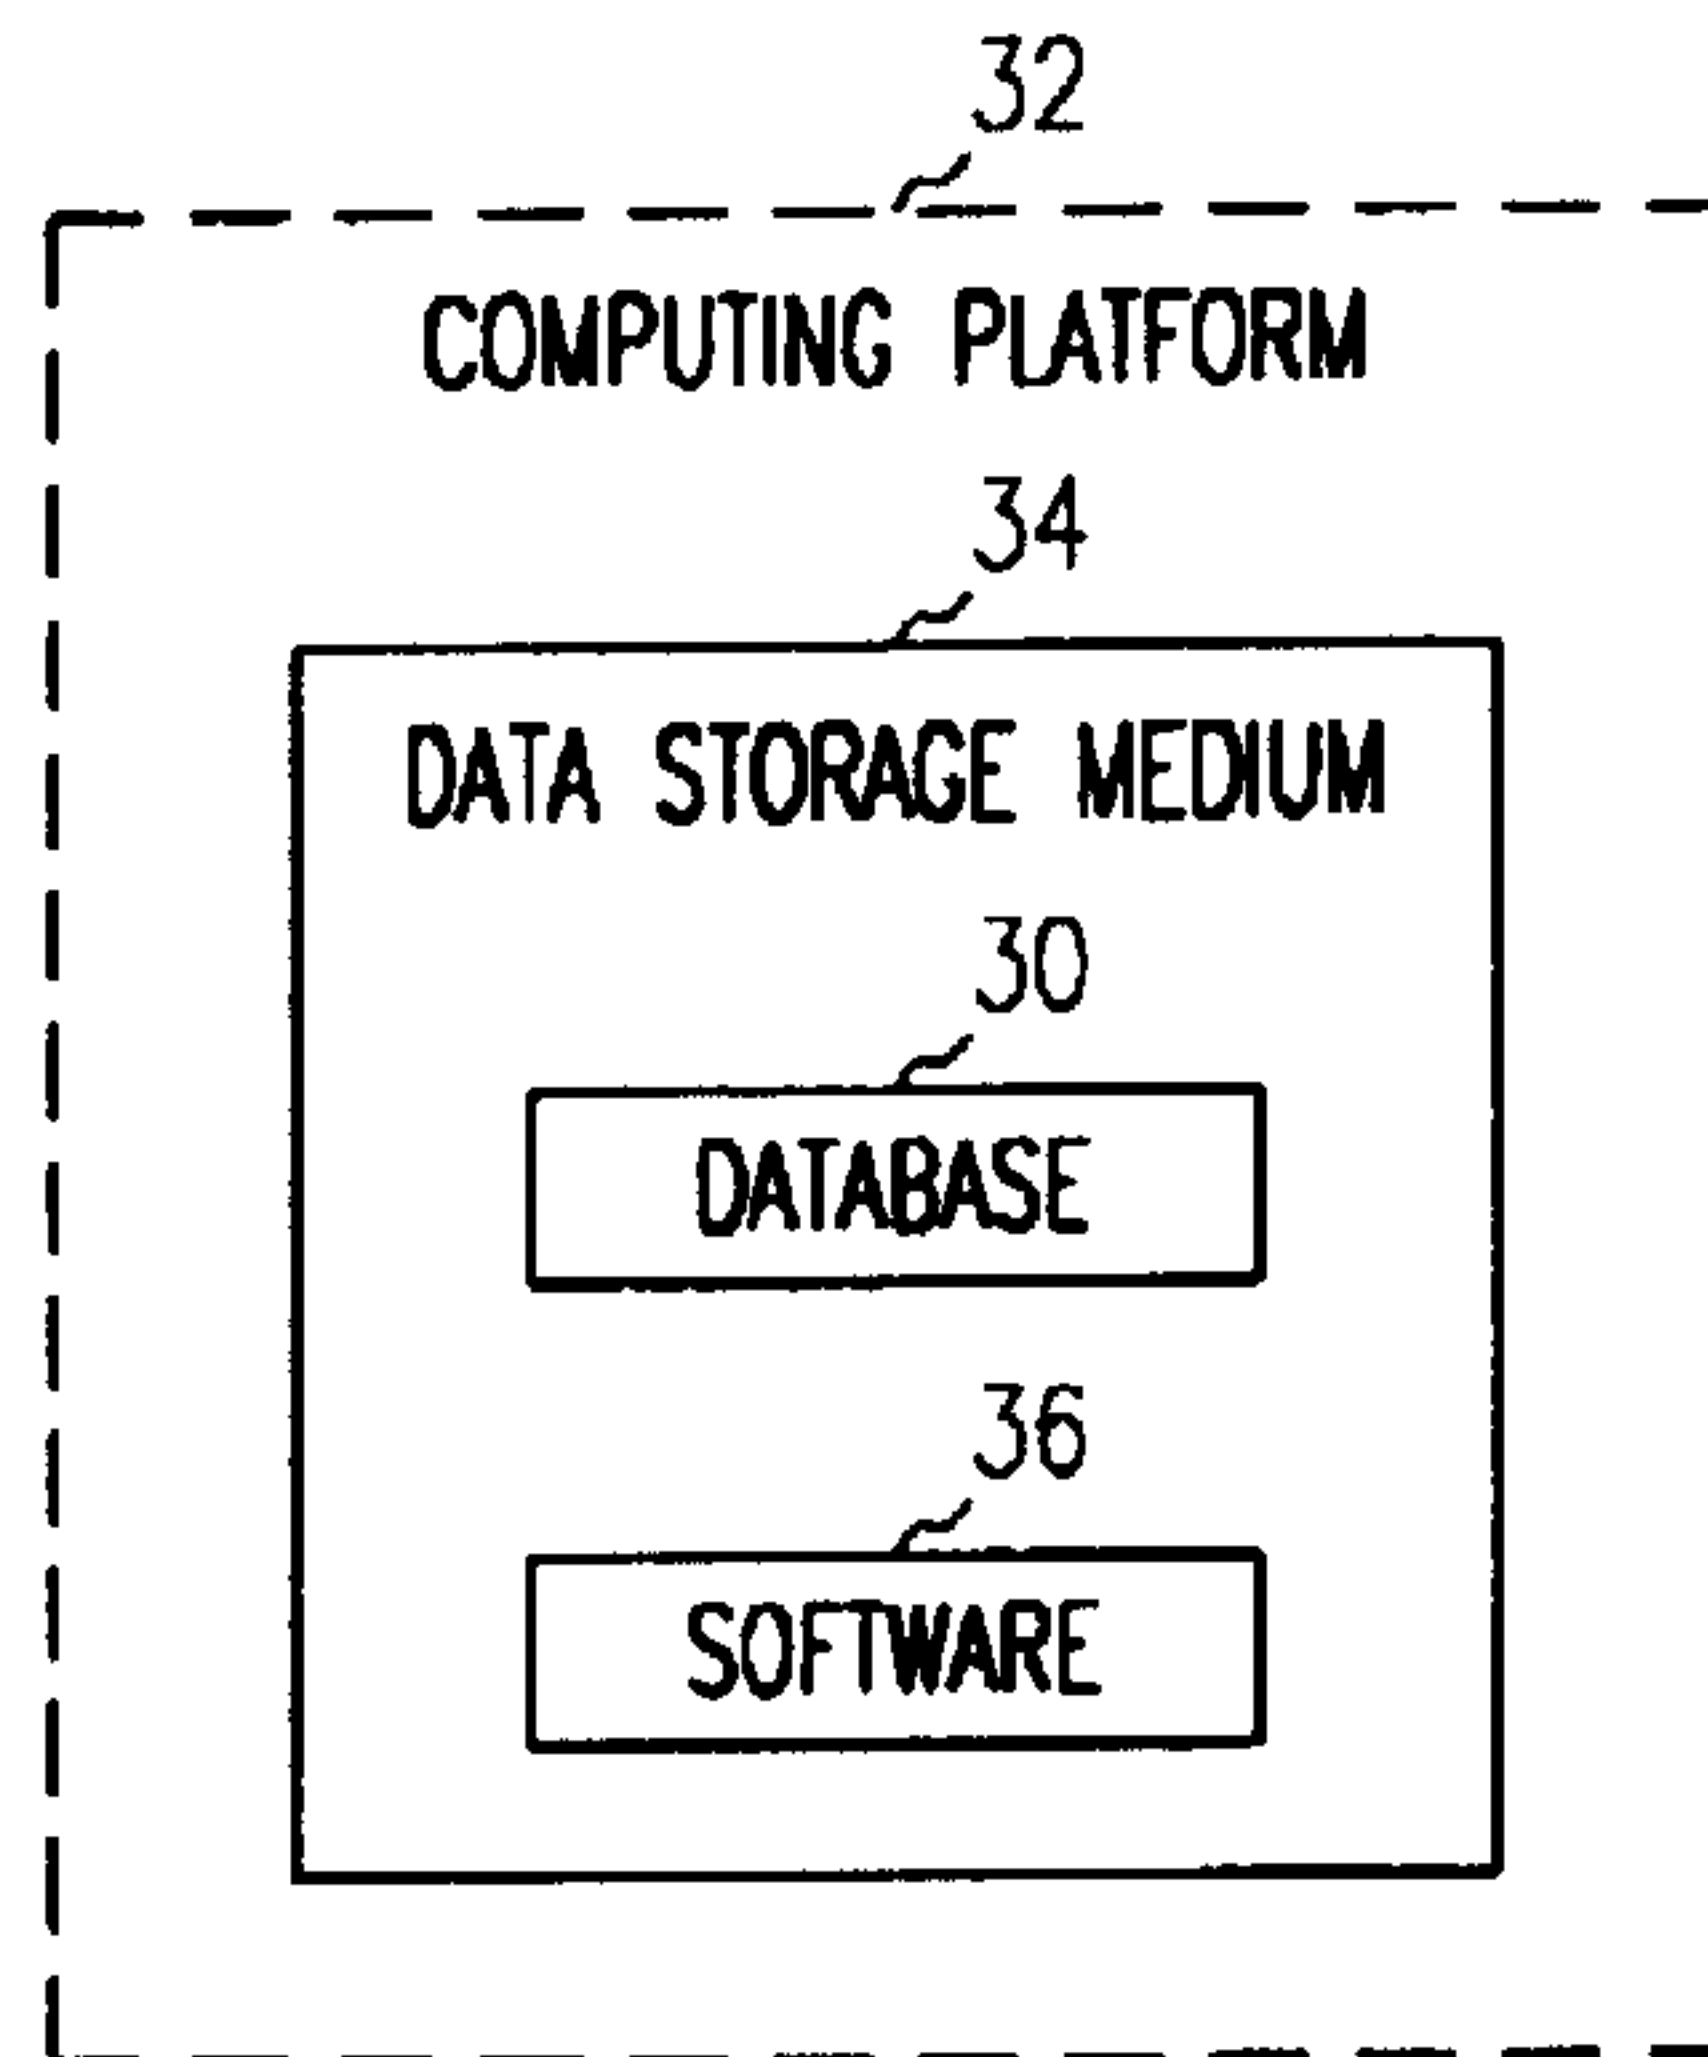 32
COMPUTING PLATFORM
34
DATA STORAGE MEDIUM
30
DATABASE
36
SOFTWARE